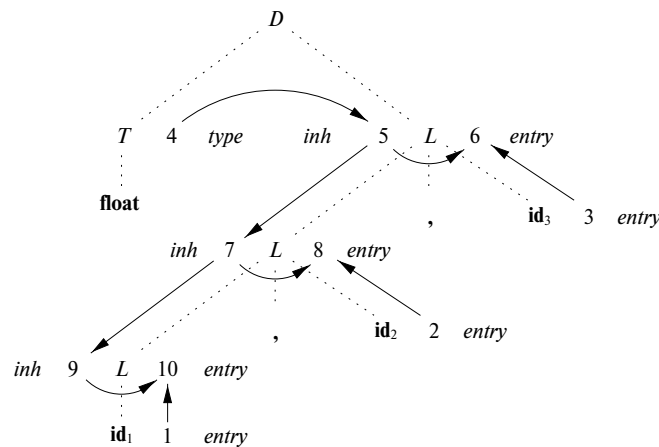 D
T 4 type inh 5 L 6 entry
float , id₃ 3 entry
inh 7 L 8 entry
, id₂ 2 entry
inh 9 L 10 entry
id₁ 1 entry